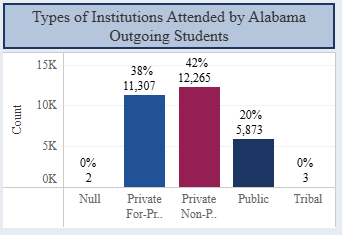 Types of Institutions Attended by Alabama
Outgoing Students
15K
10K
5K
0K
Count
38%
11,307
42%
12,265
20%
5,873
0%
2
0%
3
Null
Private
For-Pr..
Private
Non-P..
Public
Tribal